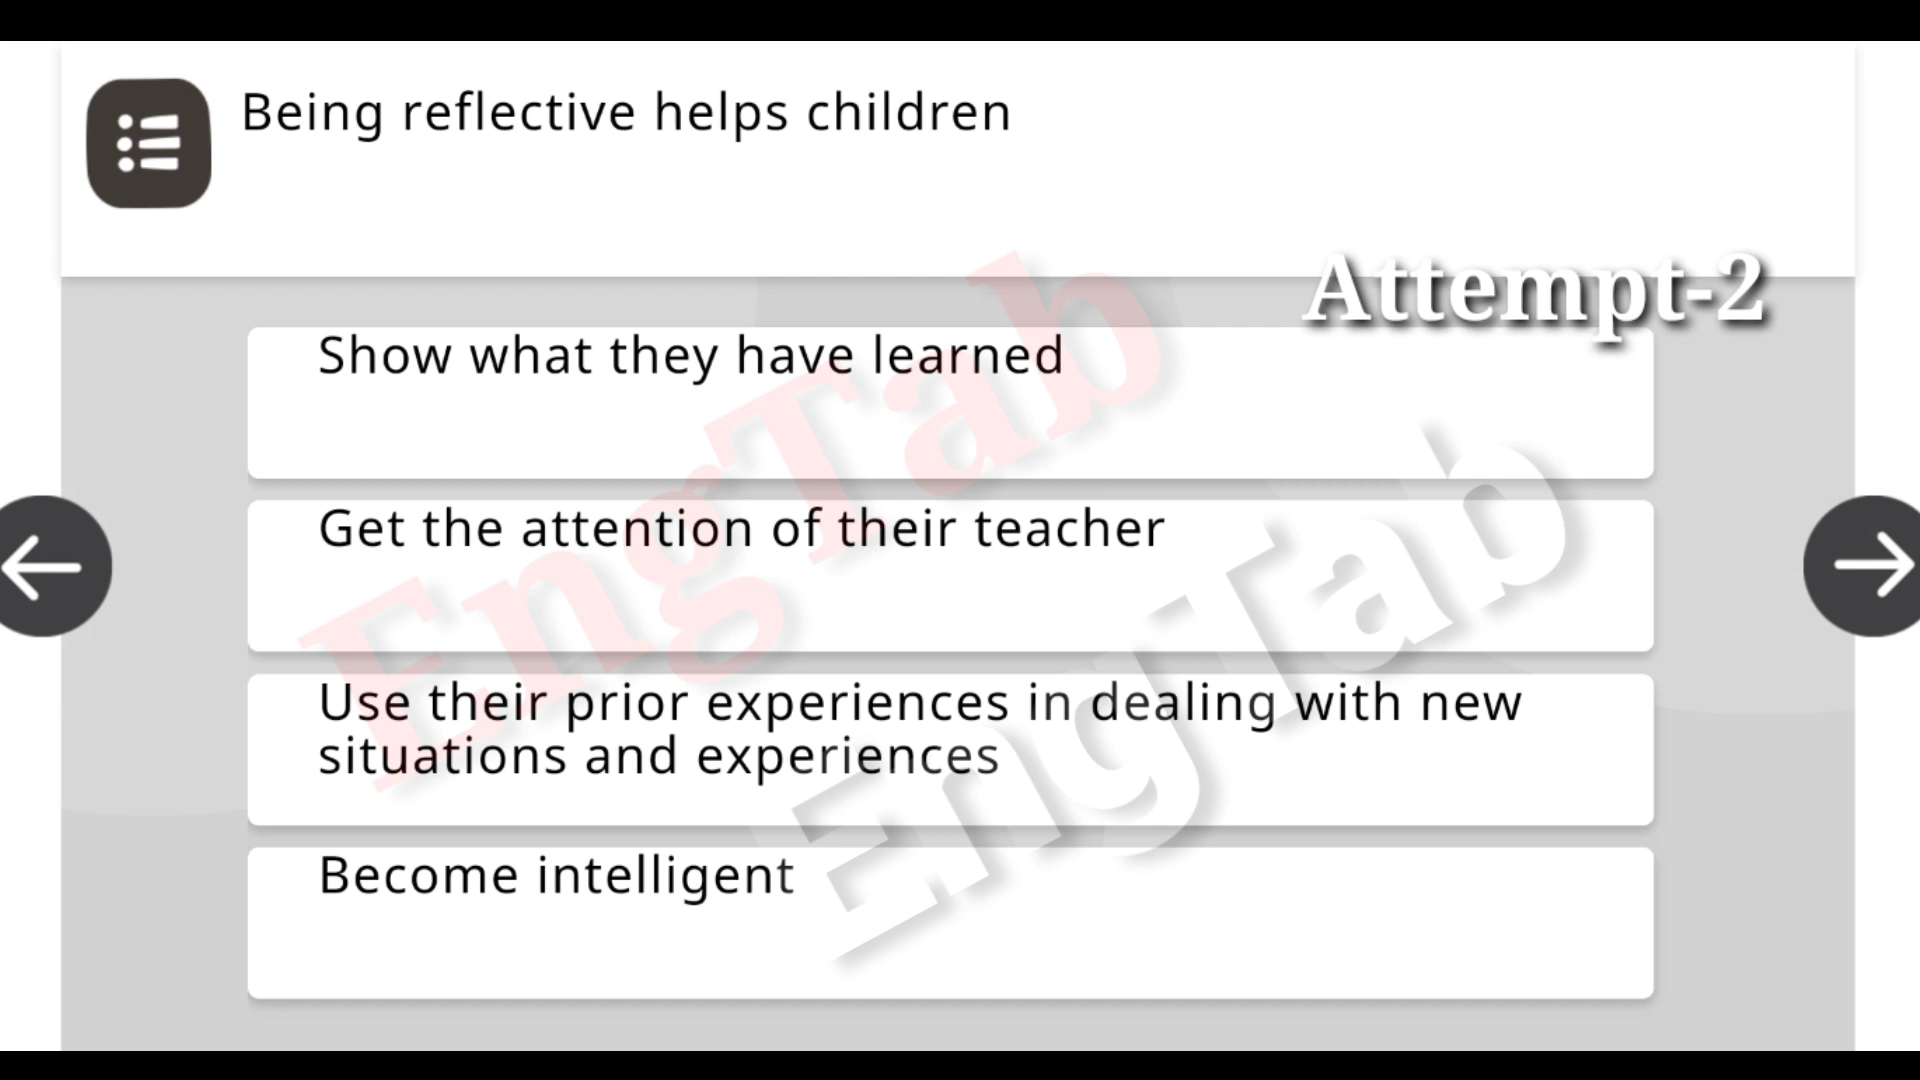 Being reflective helps children
Attempt-2
Show what they have learned
Get the attention of their teacher
Use their prior experiences in dealing with new
situations and experiences
Become intelligent
EngTab
EngTab